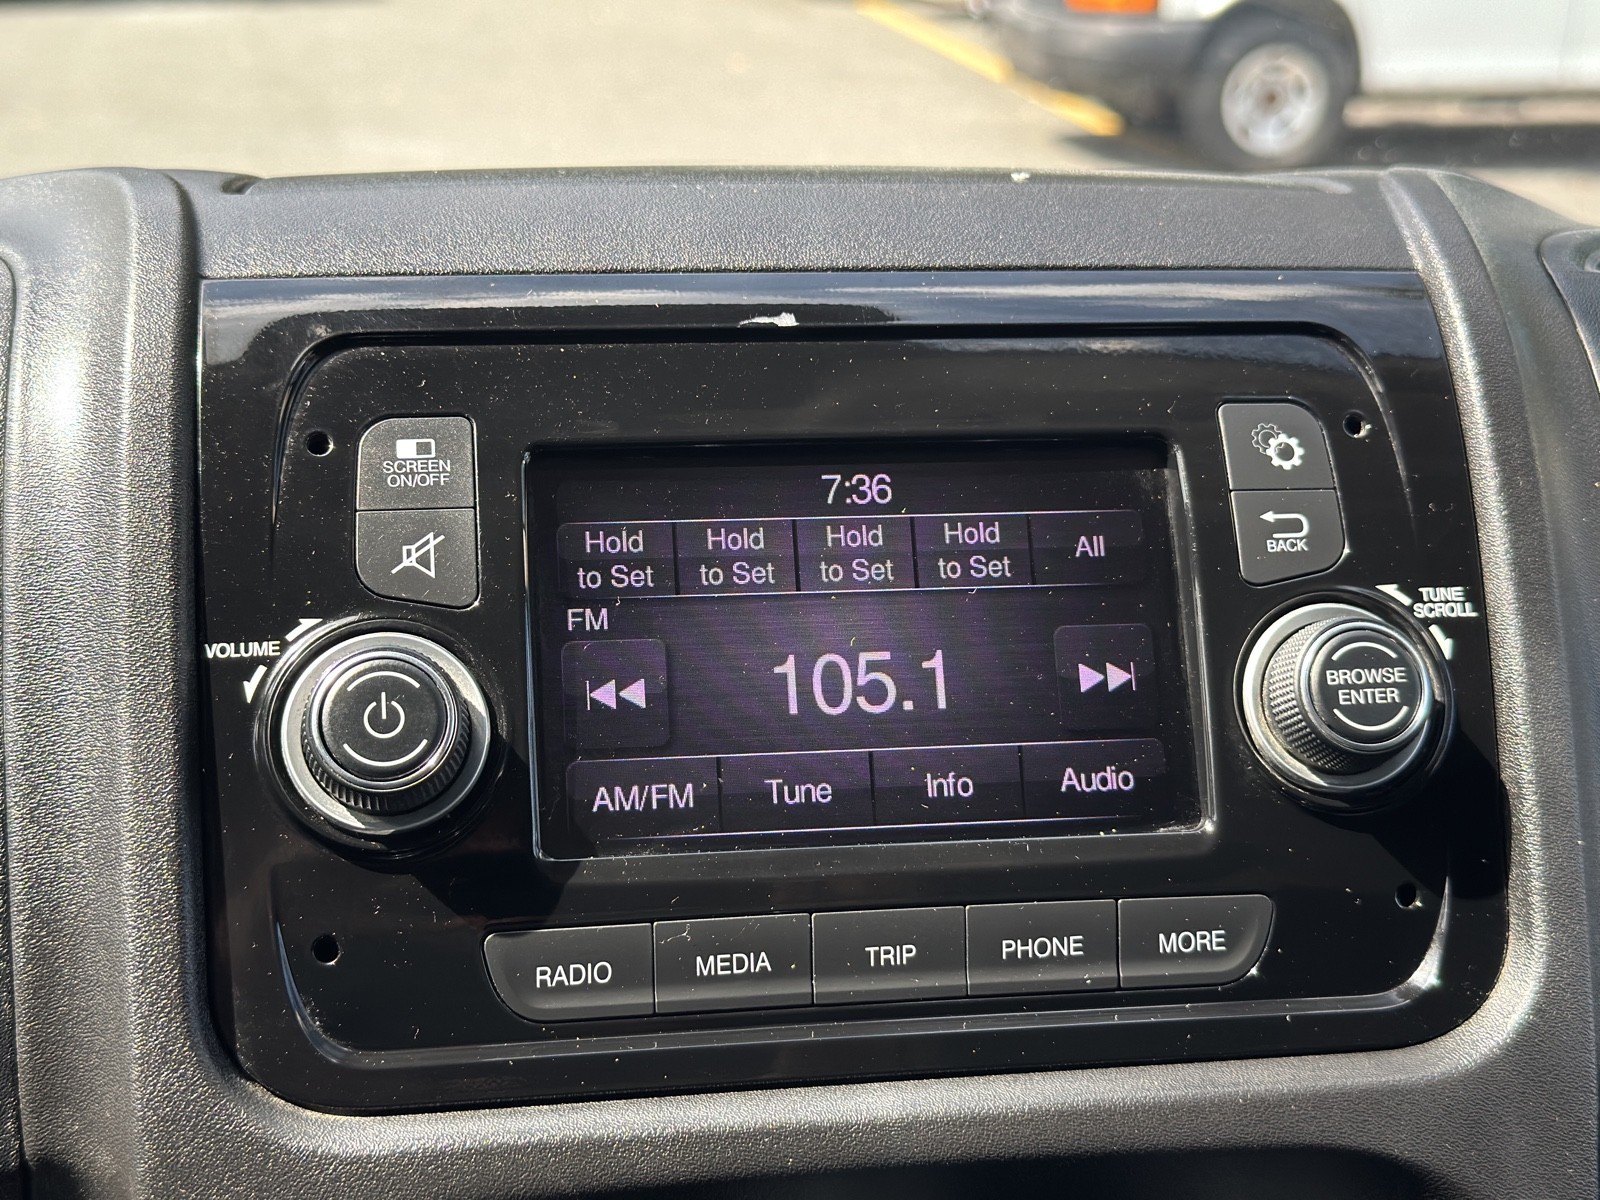 SCREEN
ON/OFF
VOLUME
7:36
Hold
to Set
Hold
to Set
Hold
to Set
Hold
to Set
All
FM
105.1
AM/FM
Tune
Info
Audio
BACK
TUNE
SCROLL
BROWSE
ENTER
RADIO
MEDIA
TRIP
PHONE
MORE